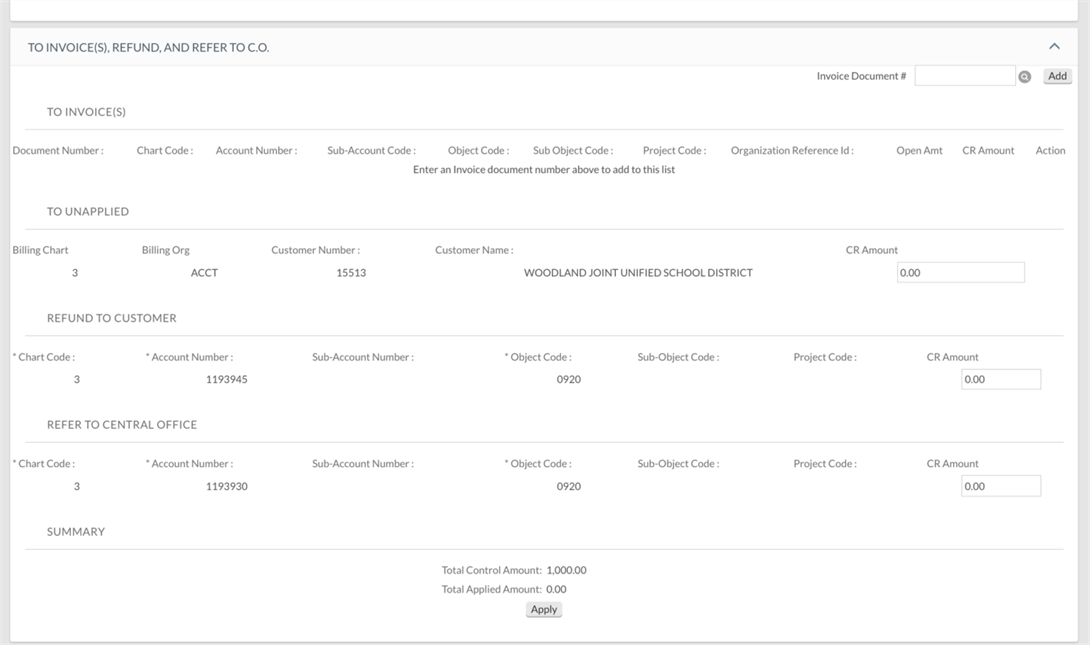 TO INVOICE(S), REFUND, AND REFER TO C.O.
Invoice Document # Add
TO INVOICE(S)
Document Number : Chart Code : Account Number : Sub-Account Code : Object Code : Sub Object Code : Project Code : Organization Reference Id : Open Amt CR Amount Action
Enter an Invoice document number above to add to this list
TO UNAPPLIED
Billing Chart Billing Org Customer Number : Customer Name : CR Amount
3 ACCT 15513 WOODLAND JOINT UNIFIED SCHOOL DISTRICT 0.00
REFUND TO CUSTOMER
* Chart Code : * Account Number : Sub-Account Number : * Object Code : Sub-Object Code : Project Code : CR Amount
3 1193945 0920 0.00
REFER TO CENTRAL OFFICE
* Chart Code : * Account Number : Sub-Account Number : * Object Code : Sub-Object Code : Project Code : CR Amount
3 1193930 0920 0.00
SUMMARY
Total Control Amount: 1,000.00
Total Applied Amount: 0.00
Apply